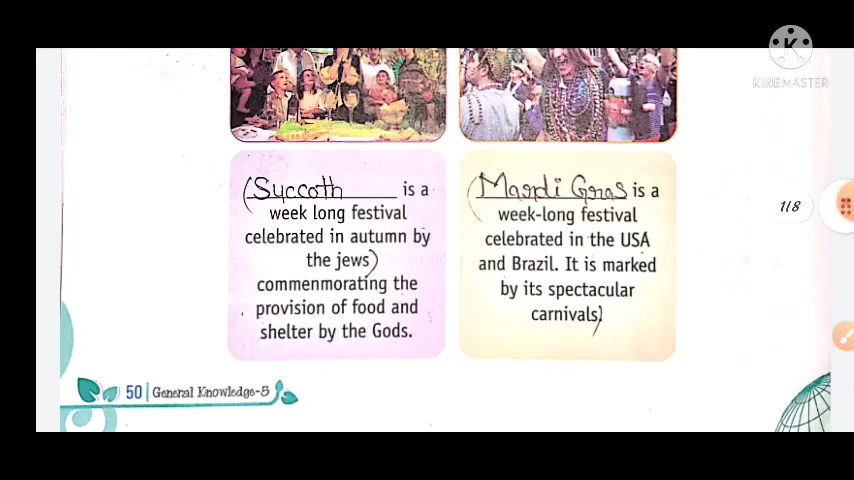 KINEMASTER
(Succoth is a
week long festival
celebrated in autumn by
the jews)
commenmorating the
provision of food and
shelter by the Gods.
(Mardi Gras is a
week-long festival
celebrated in the USA
and Brazil. It is marked
by its spectacular
carnivals)
118
50 | General Knowledge-5